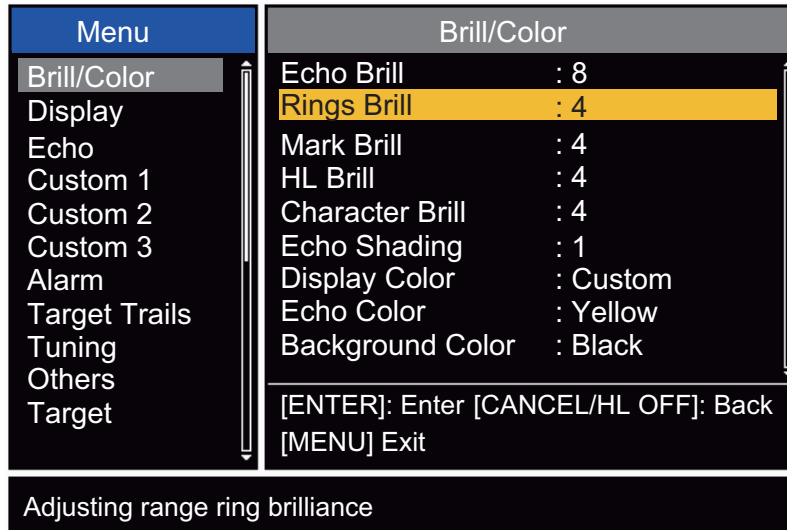 Menu
Brill/Color
Display
Echo
Custom 1
Custom 2
Custom 3
Alarm
Target Trails
Tuning
Others
Target
Brill/Color
Echo Brill : 8
Rings Brill : 4
Mark Brill : 4
HL Brill : 4
Character Brill : 4
Echo Shading : 1
Display Color : Custom
Echo Color : Yellow
Background Color : Black
[ENTER]: Enter [CANCEL/HL OFF]: Back
[MENU] Exit
Adjusting range ring brilliance